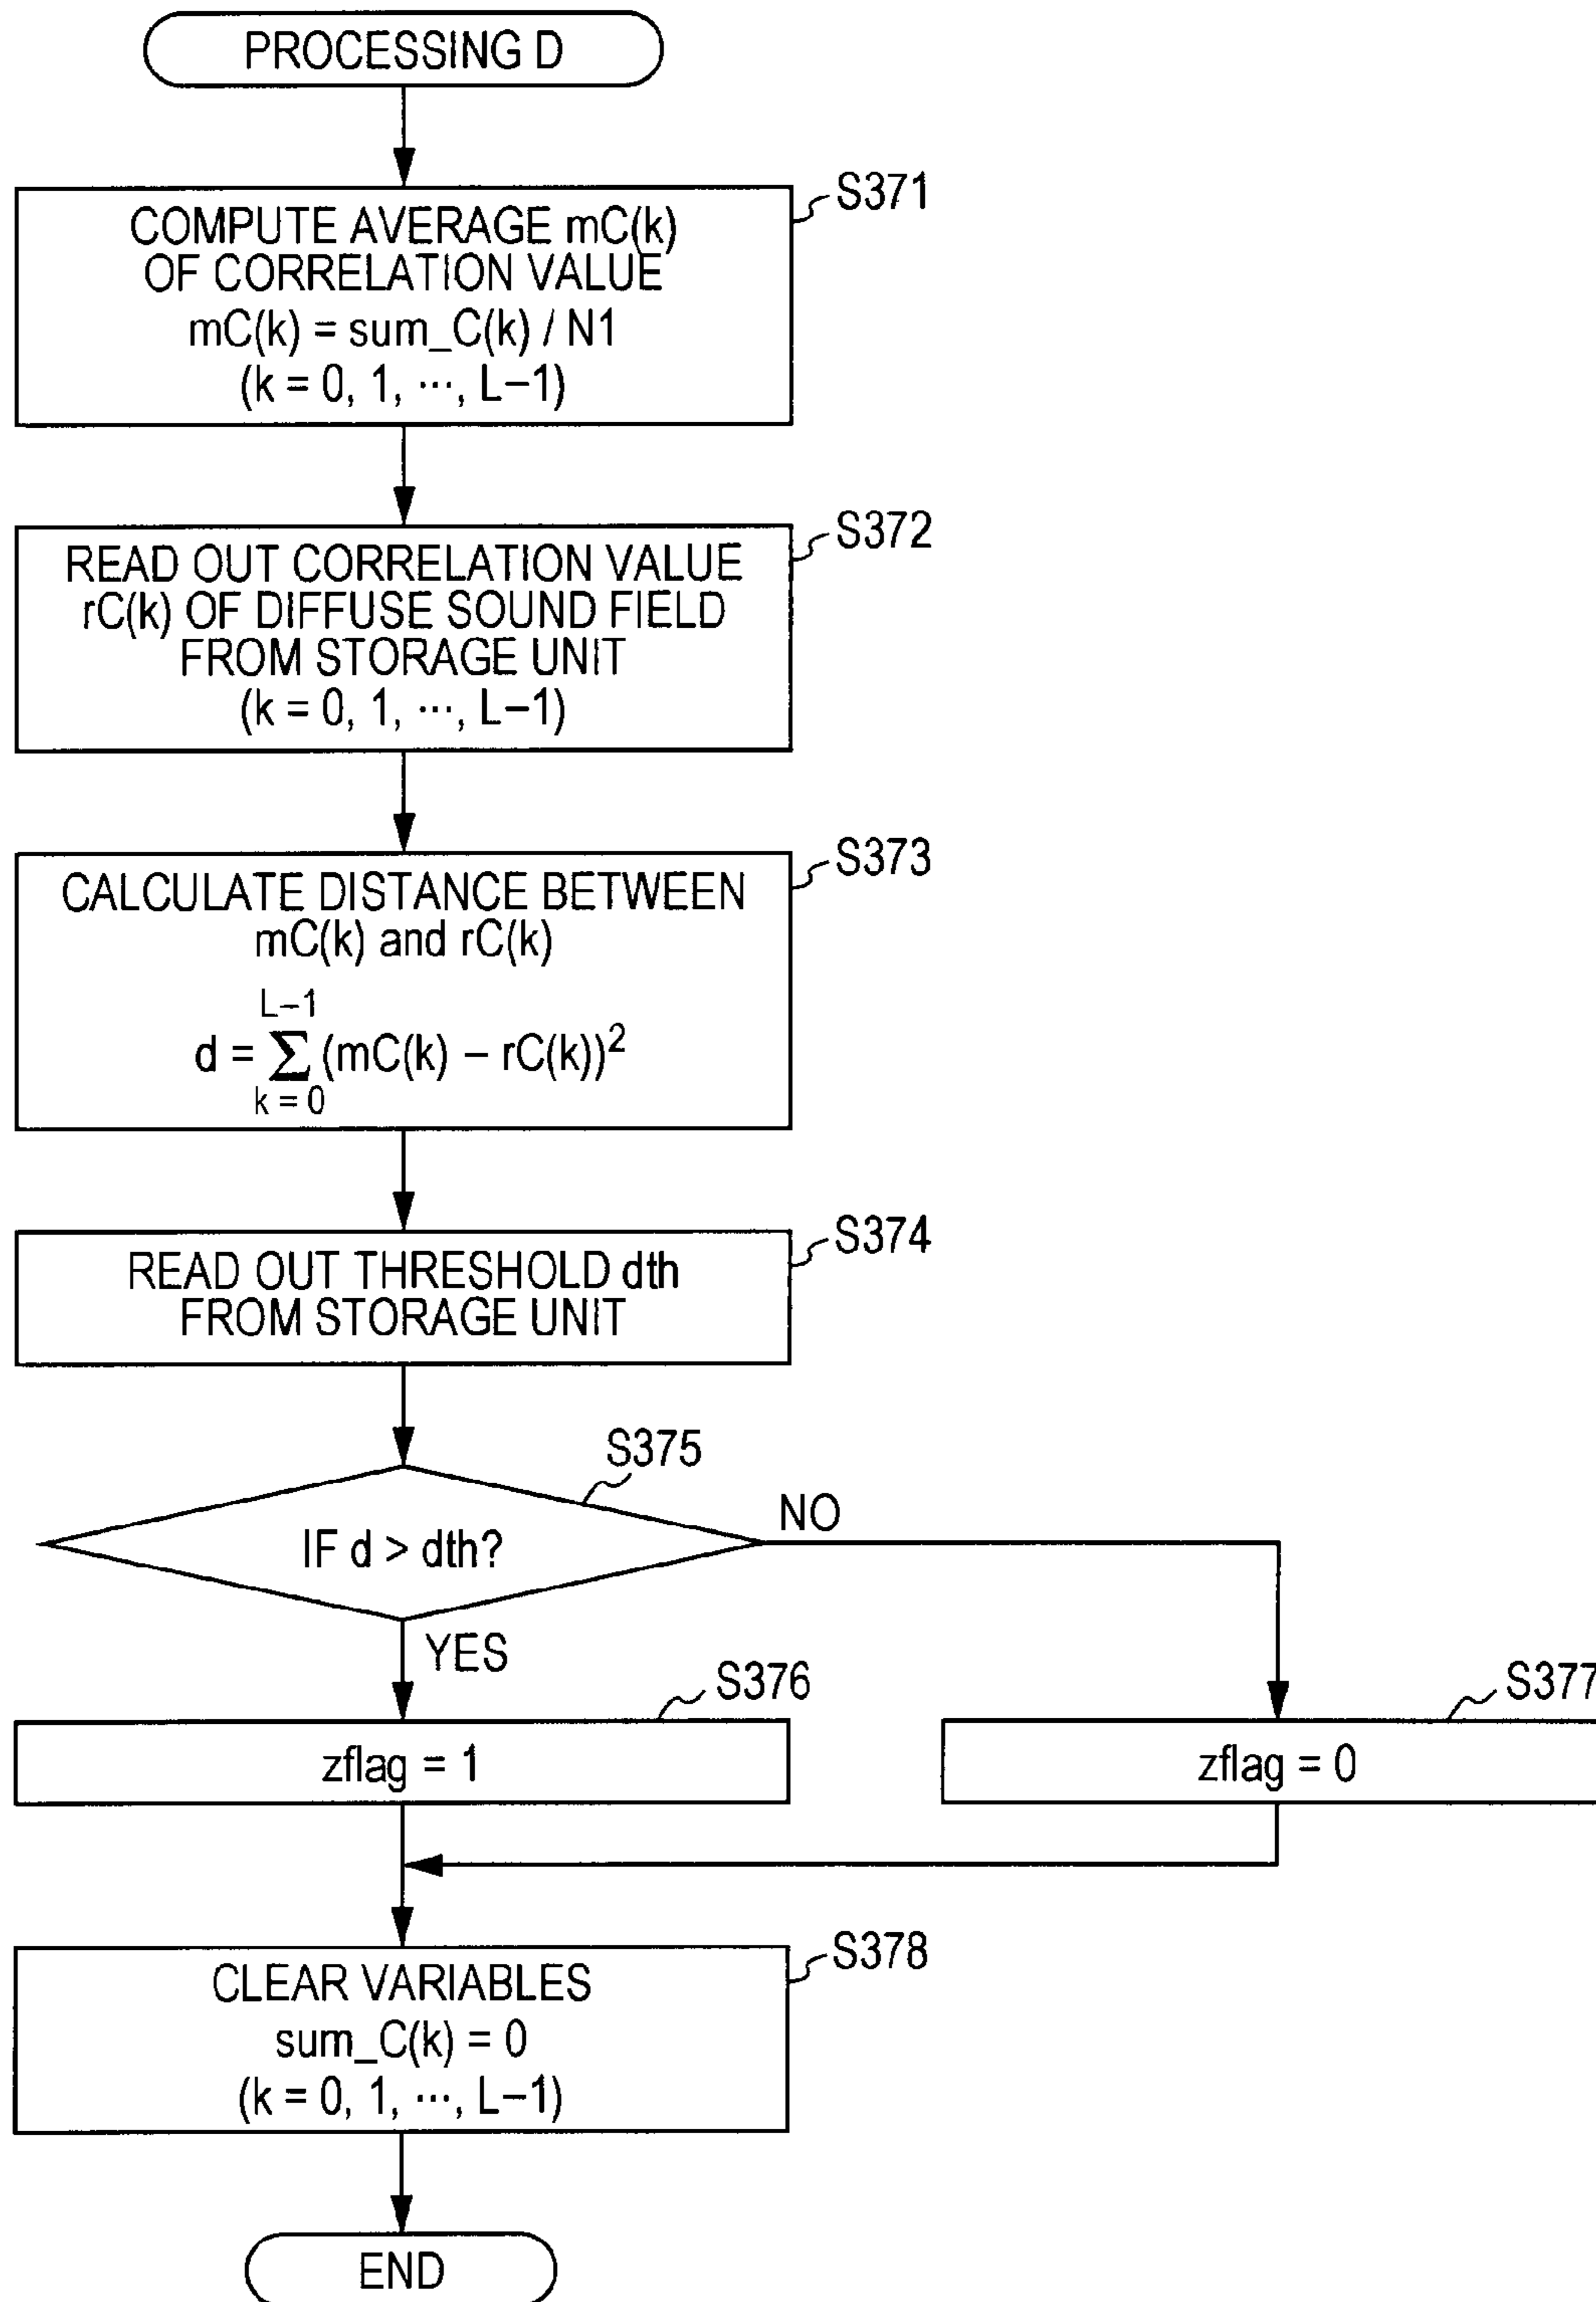 PROCESSING D
S371
COMPUTE AVERAGE mC(k)
OF CORRELATION VALUE
mC(k) = sum_C(k) / N1
(k = 0, 1, ⋯, L−1)
S372
READ OUT CORRELATION VALUE
rC(k) OF DIFFUSE SOUND FIELD
FROM STORAGE UNIT
(k = 0, 1, ⋯, L−1)
S373
CALCULATE DISTANCE BETWEEN
mC(k) and rC(k)
L−1
d = Σ (mC(k) − rC(k))²
k = 0
S374
READ OUT THRESHOLD dth
FROM STORAGE UNIT
S375
IF d > dth?
NO
YES
S376
zflag = 1
S377
zflag = 0
S378
CLEAR VARIABLES
sum_C(k) = 0
(k = 0, 1, ⋯, L−1)
END